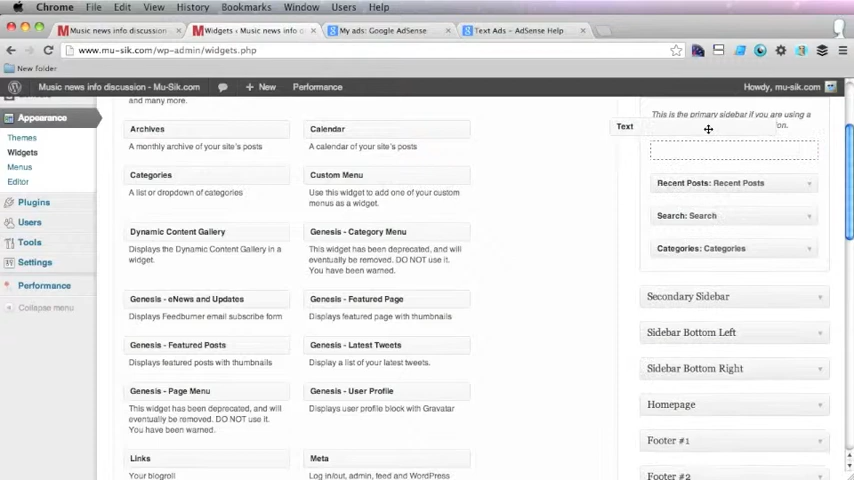 Chrome File Edit View History Bookmarks Window Users Help
Music news info discussion -
Widgets ‹ Music news info o
My ads: Google AdSense
Text Ads - AdSense Help
www.mu-sik.com/wp-admin/widgets.php
New folder
Music news info discussion - Mu-Sik.com + New Performance Howdy, mu-sik.com
Appearance
Themes
Widgets
Menus
Editor
Plugins
Users
Tools
Settings
Performance
Collapse menu
and many more.
Archives
A monthly archive of your site's posts
Calendar
A calendar of your site's posts
Categories
A list or dropdown of categories
Custom Menu
Use this widget to add one of your custom
menus as a widget.
Dynamic Content Gallery
Displays the Dynamic Content Gallery in a
widget.
Genesis - Category Menu
This widget has been deprecated, and will
eventually be removed. DO NOT use it.
You have been warned.
Genesis - eNews and Updates
Displays Feedburner email subscribe form
Genesis - Featured Page
Displays featured page with thumbnails
Genesis - Featured Posts
Displays featured posts with thumbnails
Genesis - Latest Tweets
Display a list of your latest tweets.
Genesis - Page Menu
This widget has been deprecated, and will
eventually be removed. DO NOT use it.
You have been warned.
Genesis - User Profile
Displays user profile block with Gravatar
Links
Your blogroll
Meta
Log in/out, admin, feed and WordPress
This is the primary sidebar if you are using a
Text
Recent Posts: Recent Posts
Search: Search
Categories: Categories
Secondary Sidebar
Sidebar Bottom Left
Sidebar Bottom Right
Homepage
Footer #1
Footer #2